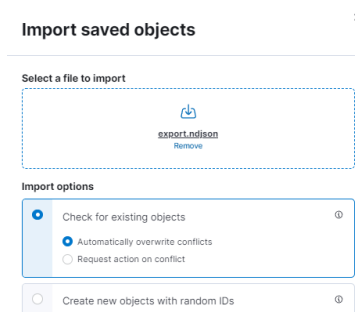 Import saved objects
Select a file to import
export.ndjson
Remove
Import options
Check for existing objects
Automatically overwrite conflicts
Request action on conflict
Create new objects with random IDs